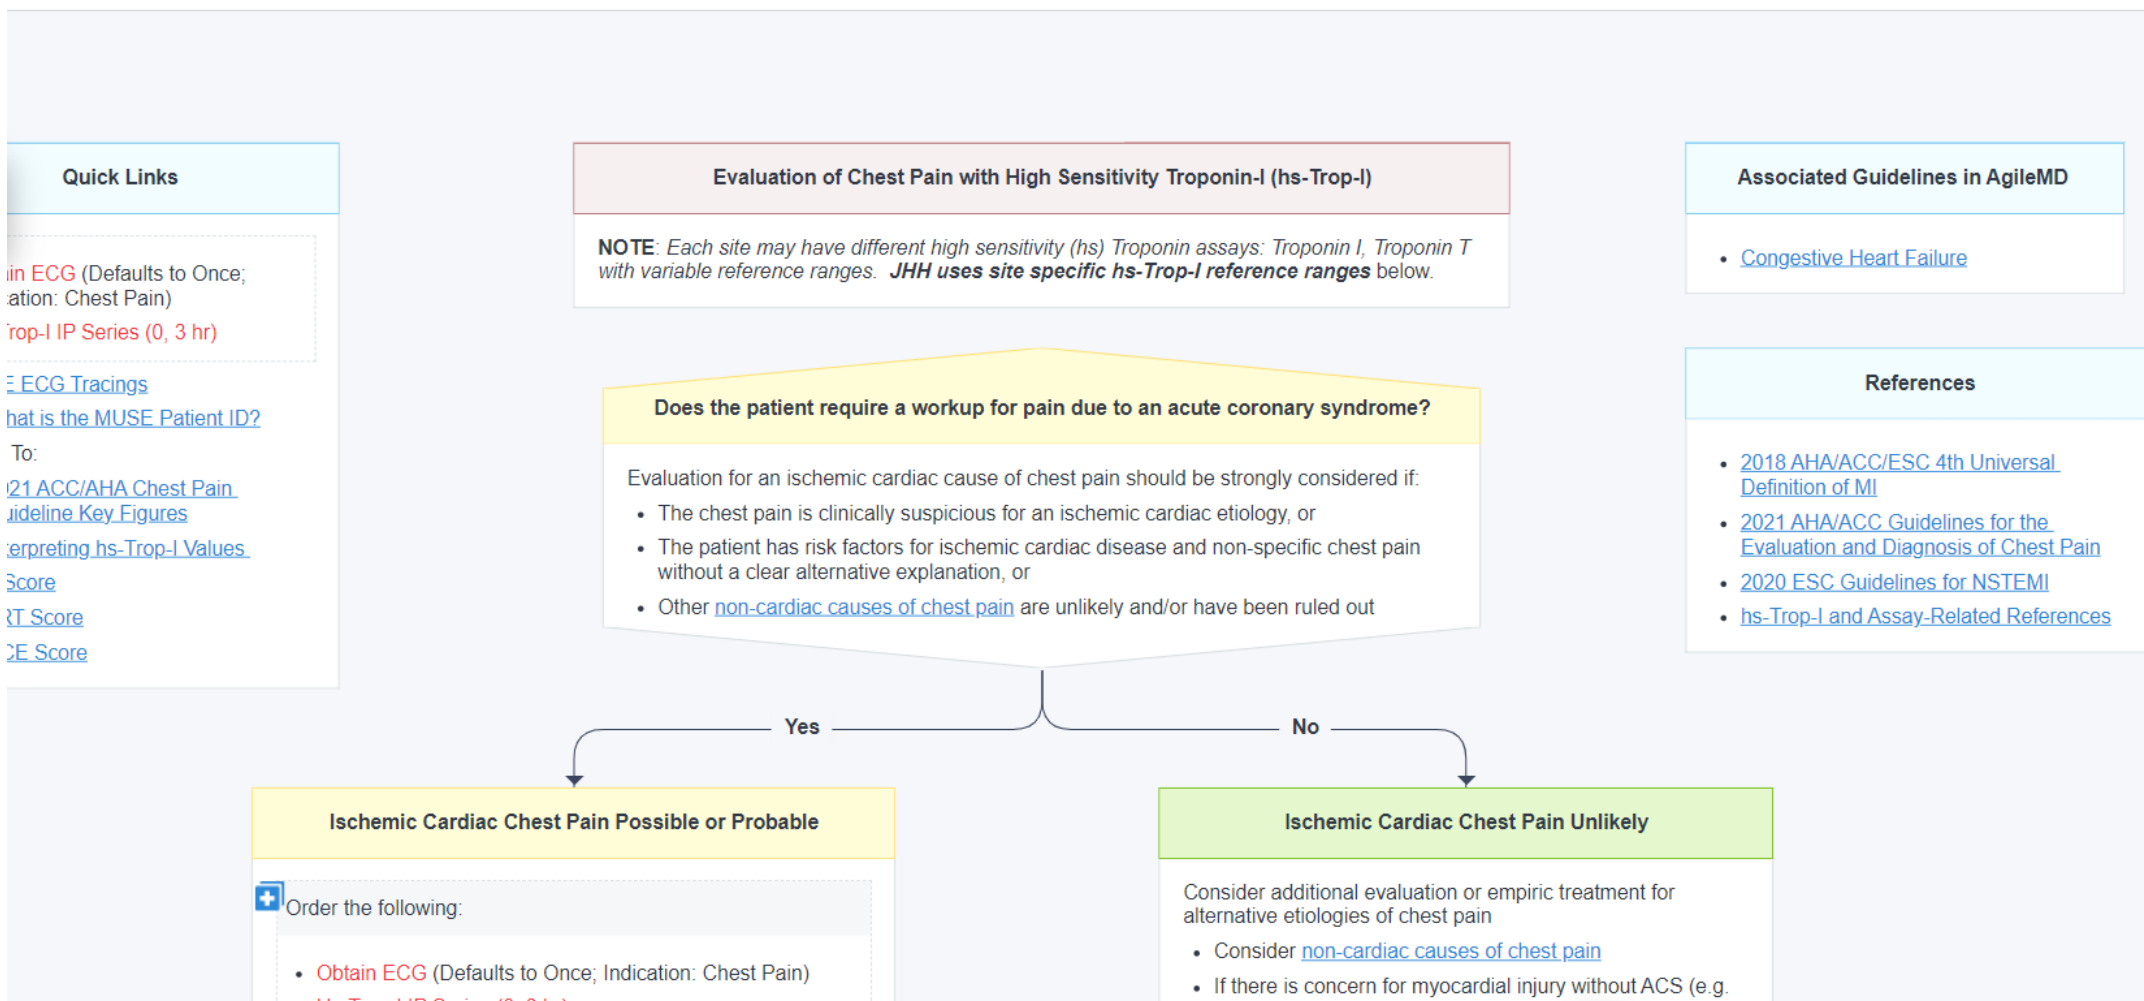 Quick Links
in ECG (Defaults to Once;
cation: Chest Pain)
Trop-I IP Series (0, 3 hr)
E ECG Tracings
hat is the MUSE Patient ID?
To:
21 ACC/AHA Chest Pain
uideline Key Figures
terpreting hs-Trop-I Values
Score
RT Score
CE Score
Evaluation of Chest Pain with High Sensitivity Troponin-I (hs-Trop-I)
NOTE: Each site may have different high sensitivity (hs) Troponin assays: Troponin I, Troponin T
with variable reference ranges. JHH uses site specific hs-Trop-I reference ranges below.
Does the patient require a workup for pain due to an acute coronary syndrome?
Evaluation for an ischemic cardiac cause of chest pain should be strongly considered if:
• The chest pain is clinically suspicious for an ischemic cardiac etiology, or
• The patient has risk factors for ischemic cardiac disease and non-specific chest pain
without a clear alternative explanation, or
• Other non-cardiac causes of chest pain are unlikely and/or have been ruled out
Associated Guidelines in AgileMD
• Congestive Heart Failure
References
• 2018 AHA/ACC/ESC 4th Universal
Definition of MI
• 2021 AHA/ACC Guidelines for the
Evaluation and Diagnosis of Chest Pain
• 2020 ESC Guidelines for NSTEMI
• hs-Trop-I and Assay-Related References
Yes
No
Ischemic Cardiac Chest Pain Possible or Probable
Order the following:
• Obtain ECG (Defaults to Once; Indication: Chest Pain)
Ischemic Cardiac Chest Pain Unlikely
Consider additional evaluation or empiric treatment for
alternative etiologies of chest pain
• Consider non-cardiac causes of chest pain
• If there is concern for myocardial injury without ACS (e.g.